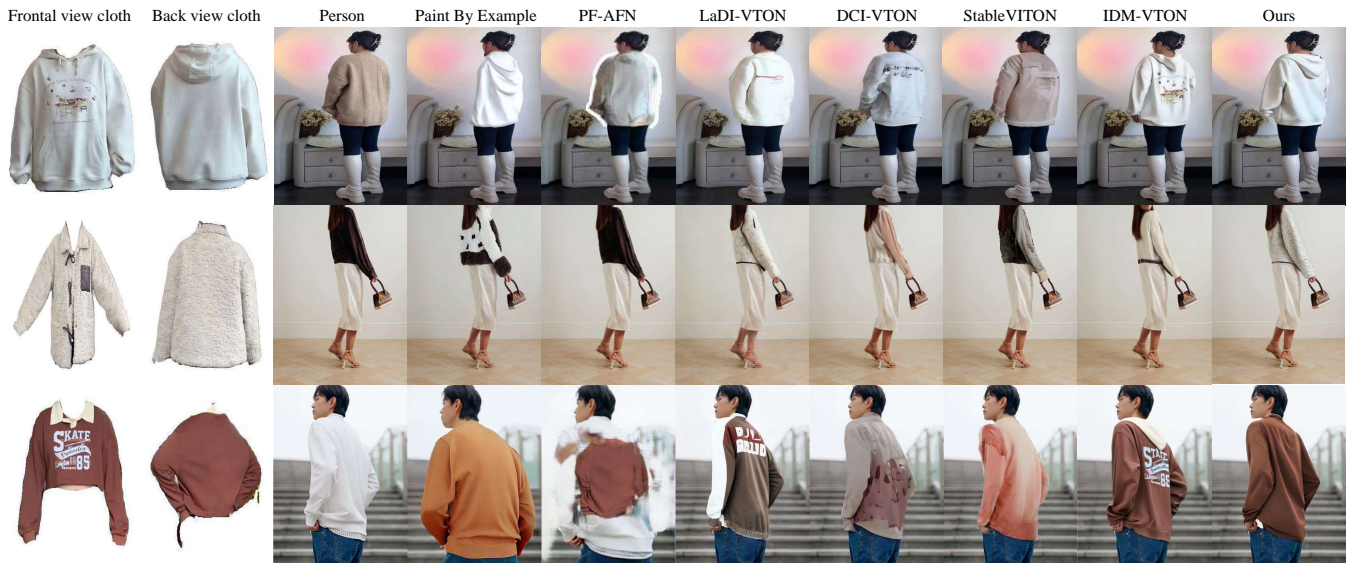 Frontal view cloth Back view cloth Person Paint By Example PF-AFN LaDI-VTON DCI-VTON StableVITON IDM-VTON Ours
SKATE
85
STATE